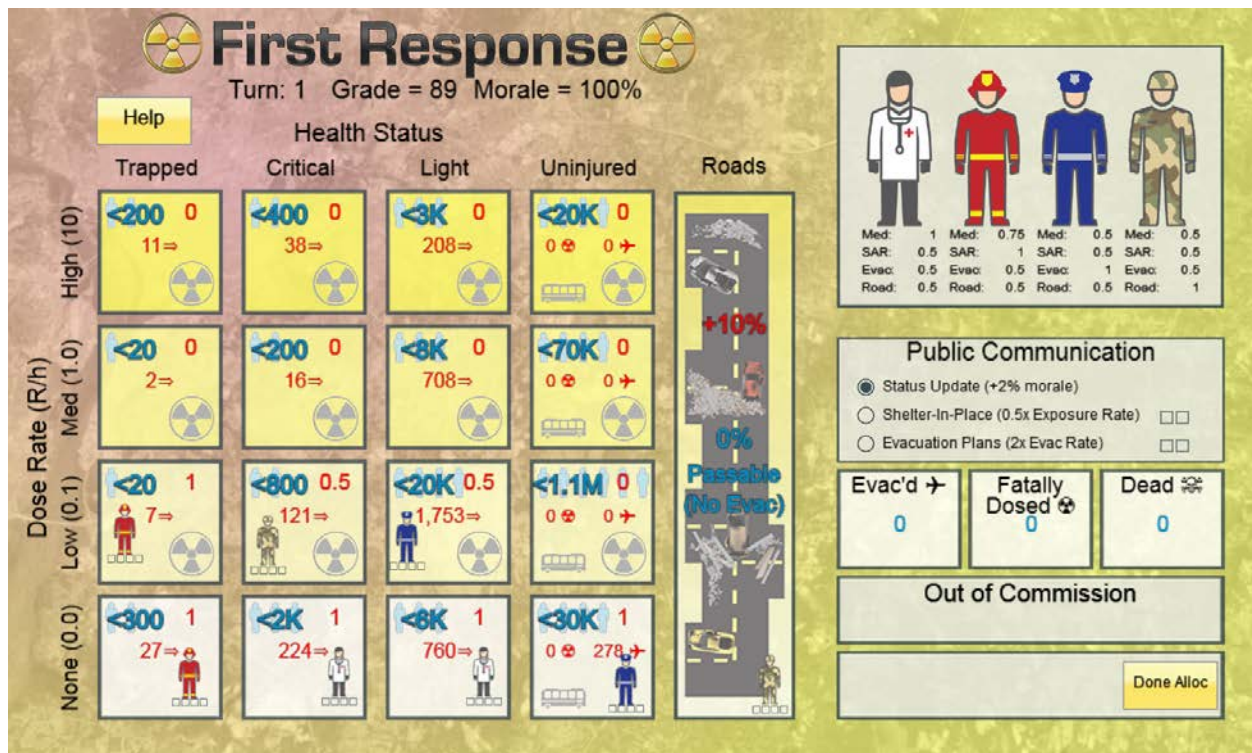 First Response
Turn: 1 Grade = 89 Morale = 100%
Help
Health Status
Trapped Critical Light Uninjured Roads
Dose Rate (R/h)
High (10)
<200 0
11⇒
<400 0
38⇒
<3K 0
208⇒
<20K 0
0 ☢ 0 ✈
Med (1.0)
<20 0
2⇒
<200 0
16⇒
<8K 0
708⇒
<70K 0
0 ☢ 0 ✈
Low (0.1)
<20 1
7⇒
<800 0.5
121⇒
<20K 0.5
1,753⇒
<1.1M 0
0 ☢ 0 ✈
None (0.0)
<300 1
27⇒
<2K 1
224⇒
<6K 1
760⇒
<30K 1
0 ☢ 278 ✈
+10%
0%
Passable
(No Evac)
Med: 1 Med: 0.75 Med: 0.5 Med: 0.5
SAR: 0.5 SAR: 1 SAR: 0.5 SAR: 0.5
Evac: 0.5 Evac: 0.5 Evac: 1 Evac: 0.5
Road: 0.5 Road: 0.5 Road: 0.5 Road: 1
Public Communication
Status Update (+2% morale)
Shelter-In-Place (0.5x Exposure Rate)
Evacuation Plans (2x Evac Rate)
Evac'd ✈
0
Fatally
Dosed ☢
0
Dead ☠
0
Out of Commission
Done Alloc